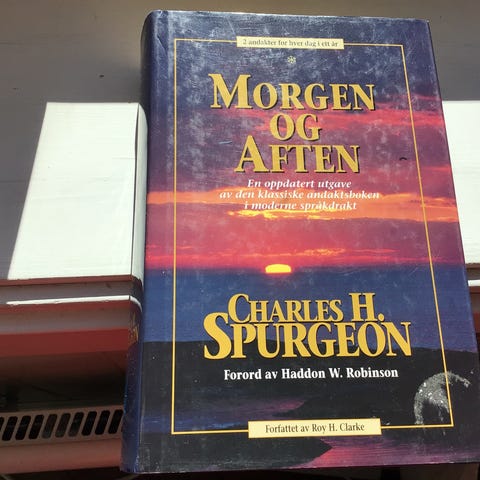 2 andakter for hver dag i ett år
MORGEN
OG
AFTEN
En oppdatert utgave
av den klassiske andaktsboken
i moderne språkdrakt
CHARLES H.
SPURGEON
Forord av Haddon W. Robinson
Forfattet av Roy H. Clarke